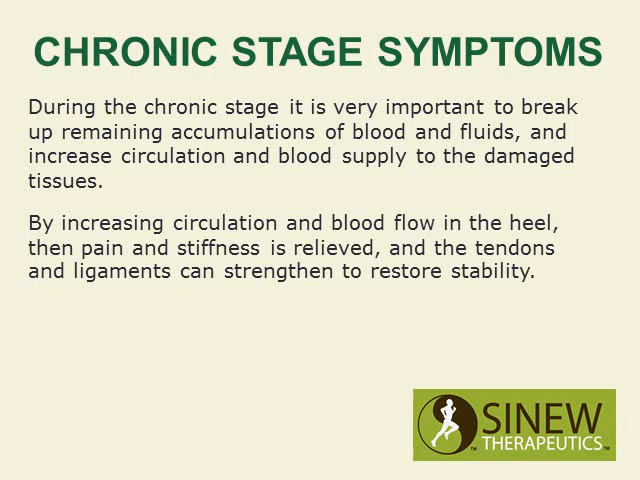 CHRONIC STAGE SYMPTOMS
During the chronic stage it is very important to break
up remaining accumulations of blood and fluids, and
increase circulation and blood supply to the damaged
tissues.
By increasing circulation and blood flow in the heel,
then pain and stiffness is relieved, and the tendons
and ligaments can strengthen to restore stability.
SINEW
™ THERAPEUTICS™